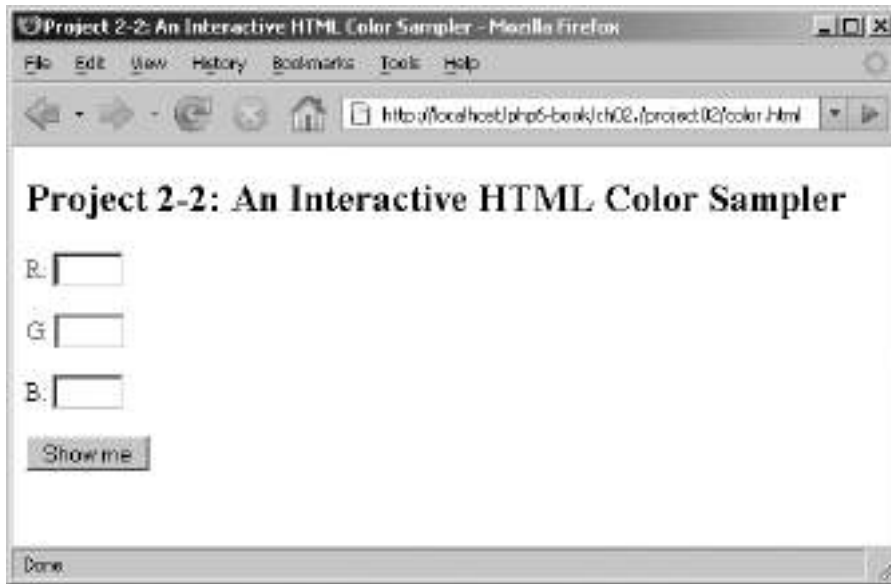 Project 2-2: An Interactive HTML Color Sampler - Mozilla Firefox
File Edit View History Bookmarks Tools Help
http://localhost/php6-book/ch02./project02/color.html
Project 2-2: An Interactive HTML Color Sampler
R:
G:
B:
Show me
Done